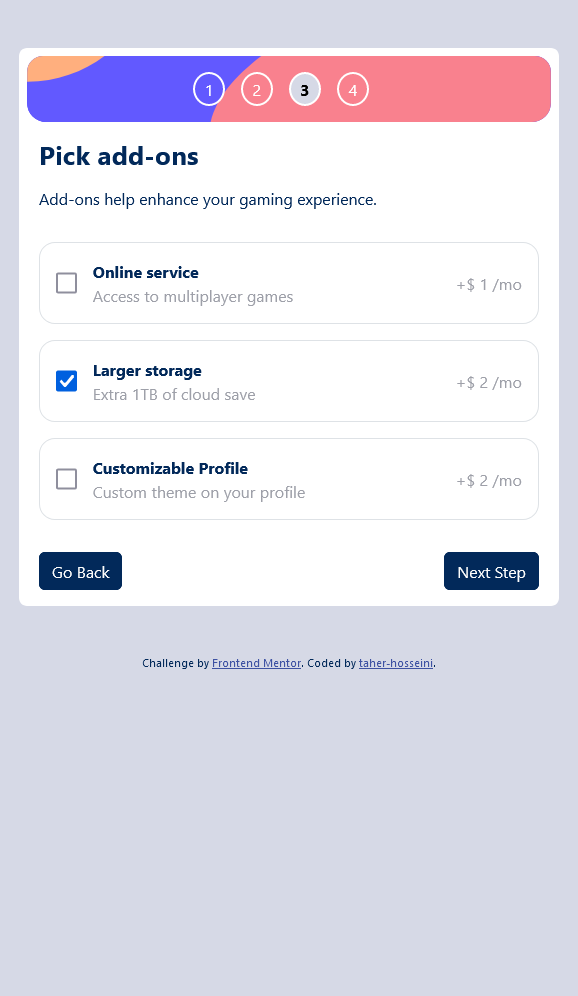 1 2 3 4
Pick add-ons
Add-ons help enhance your gaming experience.
Online service
Access to multiplayer games
+$ 1 /mo
Larger storage
Extra 1TB of cloud save
+$ 2 /mo
Customizable Profile
Custom theme on your profile
+$ 2 /mo
Go Back
Next Step
Challenge by Frontend Mentor. Coded by taher-hosseini.